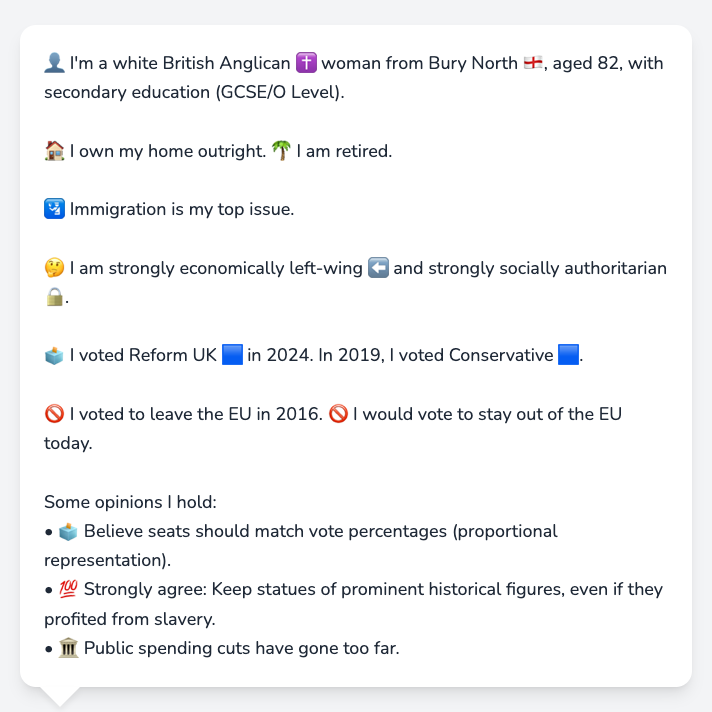 👤 I'm a white British Anglican ✝️ woman from Bury North 🏴󠁧󠁢󠁥󠁮󠁧󠁿, aged 82, with
secondary education (GCSE/O Level).
🏠 I own my home outright. 🌴 I am retired.
🛂 Immigration is my top issue.
🤔 I am strongly economically left-wing ⬅️ and strongly socially authoritarian
🔒.
🗳️ I voted Reform UK 🟦 in 2024. In 2019, I voted Conservative 🟦.
🚫 I voted to leave the EU in 2016. 🚫 I would vote to stay out of the EU
today.
Some opinions I hold:
• 🗳️ Believe seats should match vote percentages (proportional
representation).
• 💯 Strongly agree: Keep statues of prominent historical figures, even if they
profited from slavery.
• 🏛️ Public spending cuts have gone too far.